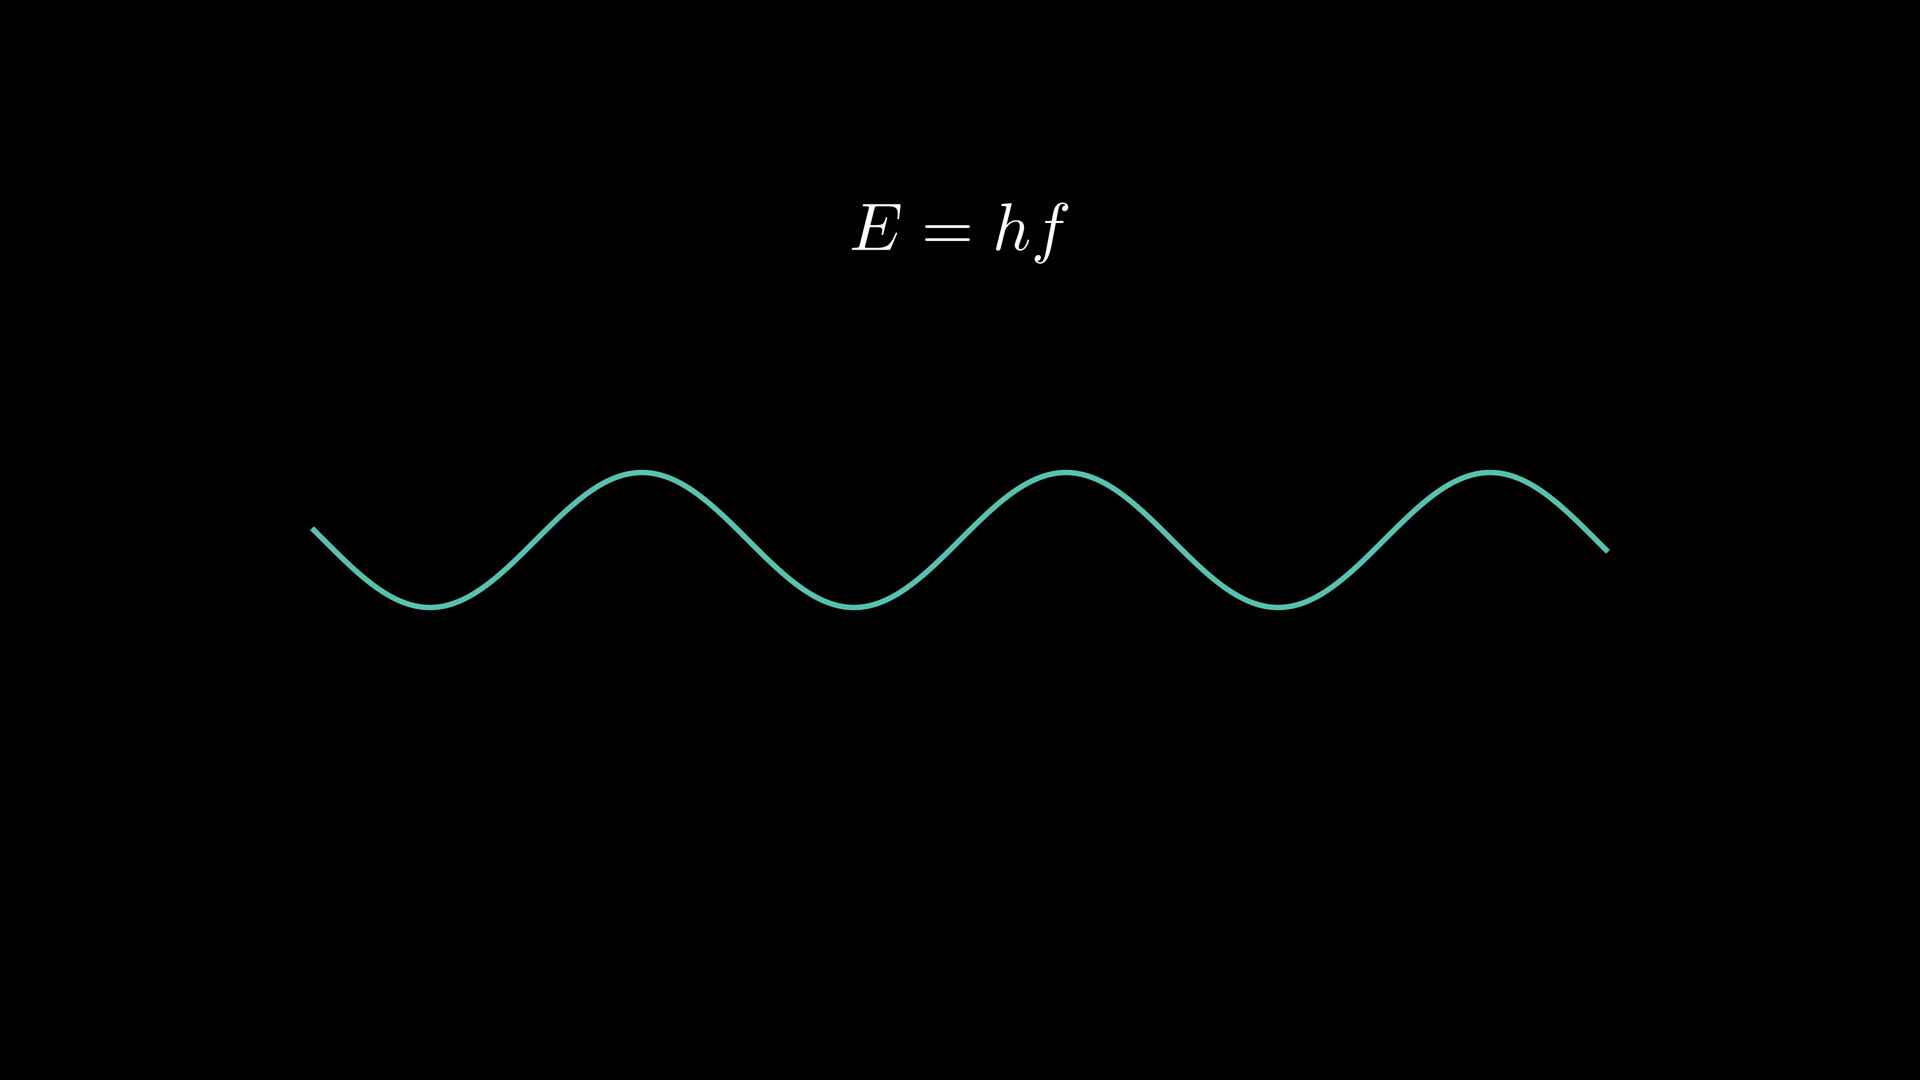 E = hf